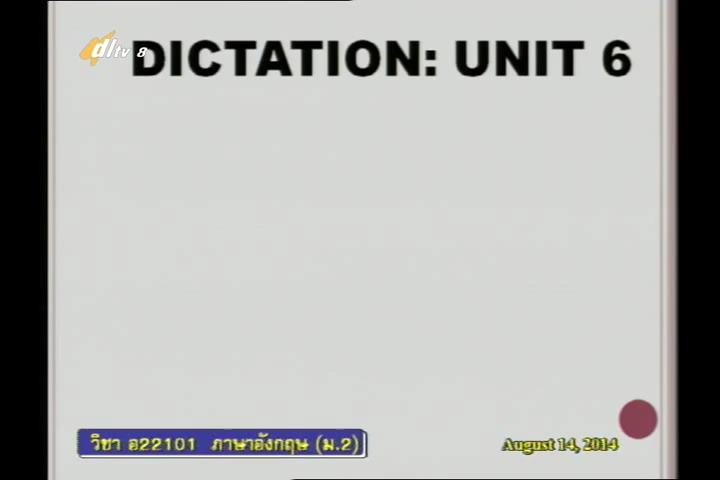 dltv 8
DICTATION: UNIT 6
วิชา อ22101 ภาษาอังกฤษ (ม.2)
August 14, 2014